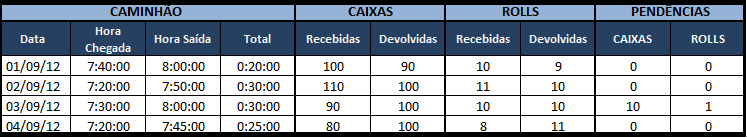 CAMINHÃO CAIXAS ROLLS PENDÊNCIAS
Data Hora Chegada Hora Saída Total Recebidas Devolvidas Recebidas Devolvidas CAIXAS ROLLS
01/09/12 7:40:00 8:00:00 0:20:00 100 90 10 9 0 0
02/09/12 7:20:00 7:50:00 0:30:00 110 100 11 10 0 0
03/09/12 7:30:00 8:00:00 0:30:00 90 100 10 10 10 1
04/09/12 7:20:00 7:45:00 0:25:00 80 100 8 11 0 0